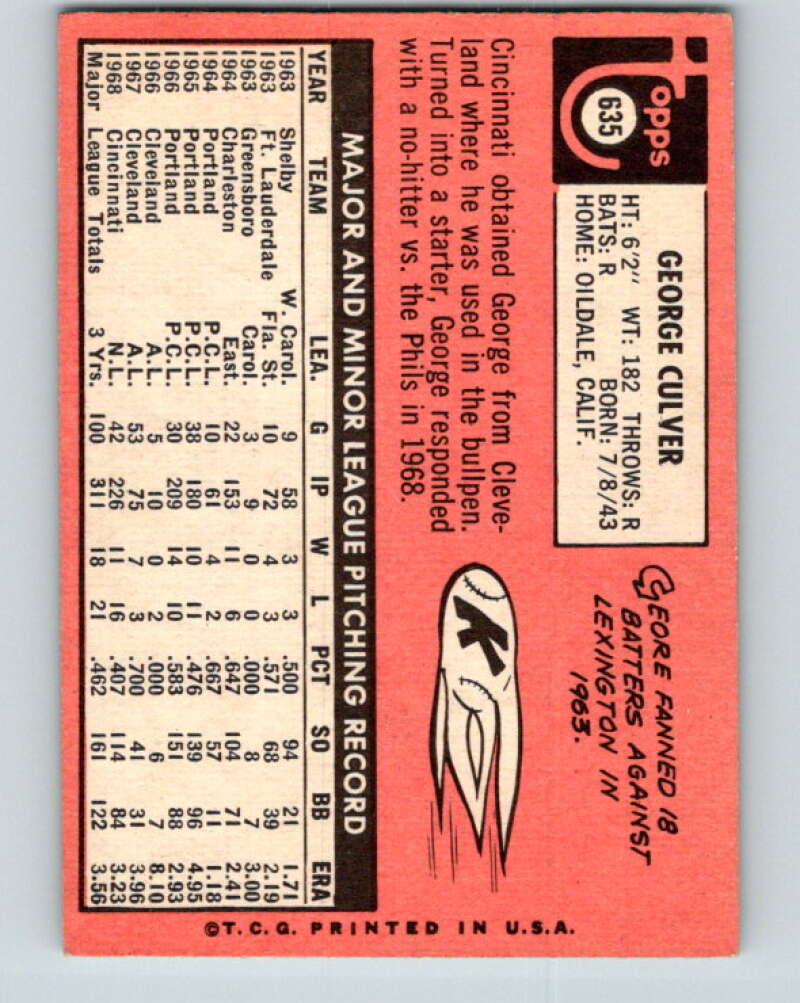 topps
635
GEORGE CULVER
HT: 6'2" WT: 182 THROWS: R
BATS: R BORN: 7/8/43
HOME: OILDALE, CALIF.
GEORE FANNED 18
BATTERS AGAINST
LEXINGTON IN
1963.
Cincinnati obtained George from Cleve-
land where he was used in the bullpen.
Turned into a starter, George responded
with a no-hitter vs. the Phils in 1968.
K
MAJOR AND MINOR LEAGUE PITCHING RECORD
YEAR TEAM LEA. G IP W L PCT SO BB ERA
1963 Shelby W. Carol. 9 58 3 3 .500 94 21 1.71
1963 Ft. Lauderdale Fla. St. 10 72 4 3 .571 68 39 2.19
1963 Greensboro Carol. 3 9 0 0 .000 8 7 3.00
1964 Charleston East. 22 153 11 6 .647 104 71 2.41
1964 Portland P.C.L. 10 61 4 2 .667 57 11 1.18
1965 Portland P.C.L. 38 180 10 11 .476 139 96 4.95
1966 Portland P.C.L. 30 209 14 10 .583 151 88 2.93
1966 Cleveland A.L. 5 10 0 2 .000 6 7 8.10
1967 Cleveland A.L. 53 75 7 3 .700 41 31 3.96
1968 Cincinnati N.L. 42 226 11 16 .407 114 84 3.23
Major League Totals 3 Yrs. 100 311 18 21 .462 161 122 3.56
©T.C.G. PRINTED IN U.S.A.